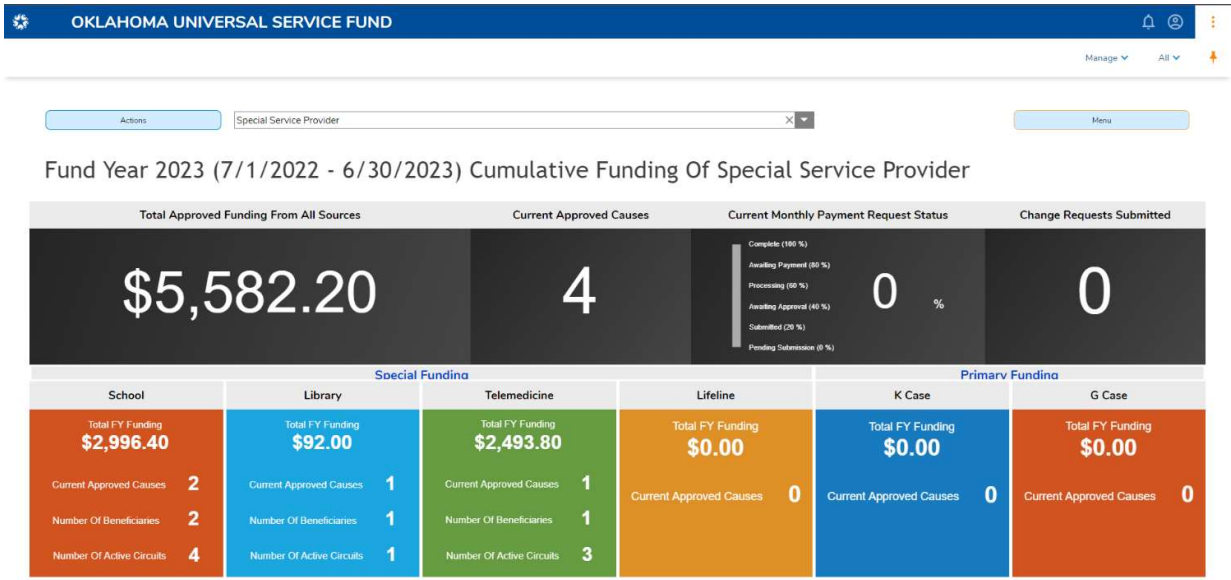 OKLAHOMA UNIVERSAL SERVICE FUND
Manage All
Actions Special Service Provider Menu
Fund Year 2023 (7/1/2022 - 6/30/2023) Cumulative Funding Of Special Service Provider
Total Approved Funding From All Sources Current Approved Causes Current Monthly Payment Request Status Change Requests Submitted
$5,582.20
4
Complete (100 %)
Awaiting Payment (80 %)
Processing (60 %)
Awaiting Approval (40 %)
Submitted (20 %)
Pending Submission (0 %)
0 %
0
Special Funding Primary Funding
School
Total FY Funding
$2,996.40
Current Approved Causes 2
Number Of Beneficiaries 2
Number Of Active Circuits 4
Library
Total FY Funding
$92.00
Current Approved Causes 1
Number Of Beneficiaries 1
Number Of Active Circuits 1
Telemedicine
Total FY Funding
$2,493.80
Current Approved Causes 1
Number Of Beneficiaries 1
Number Of Active Circuits 3
Lifeline
Total FY Funding
$0.00
Current Approved Causes 0
K Case
Total FY Funding
$0.00
Current Approved Causes 0
G Case
Total FY Funding
$0.00
Current Approved Causes 0